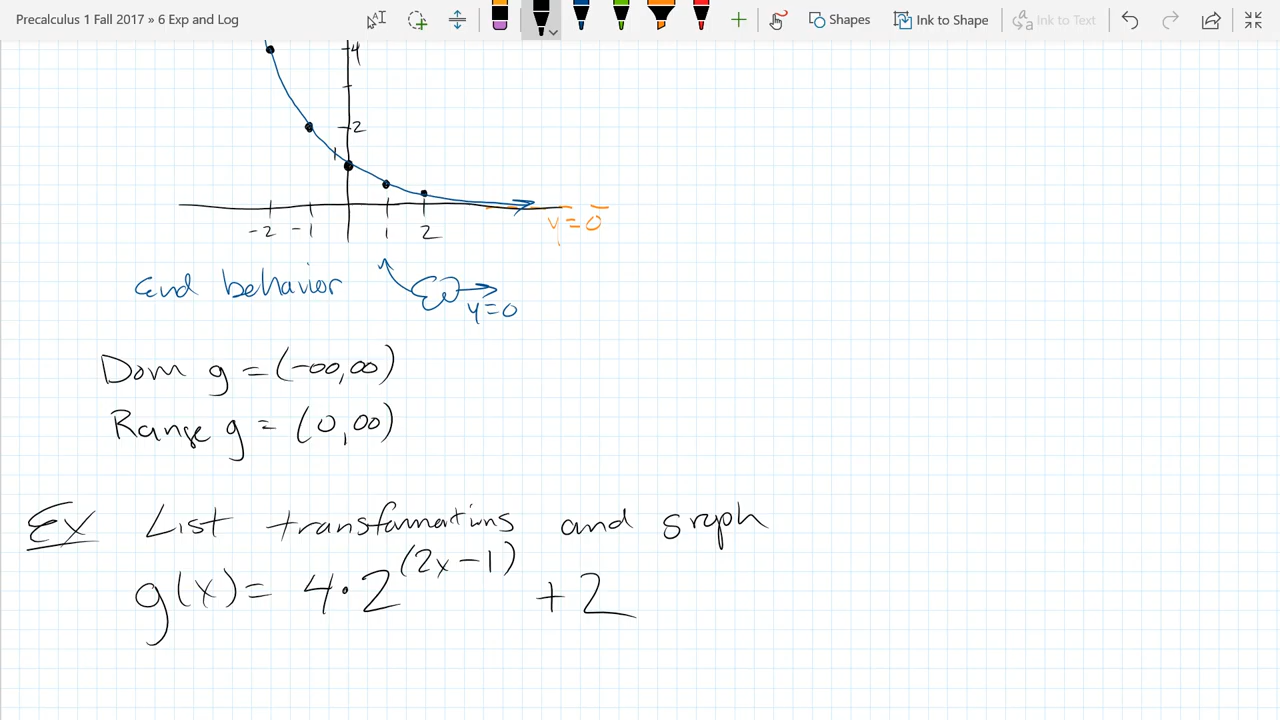 Precalculus 1 Fall 2017 » 6 Exp and Log
Shapes
Ink to Shape
Ink to Text
4
2
1
-2 -1 1 2
y=0
End behavior
y=0
Dom g = (-∞,∞)
Range g = (0,∞)
Ex List transformations and graph
g(x) = 4·2^(2x-1) +2